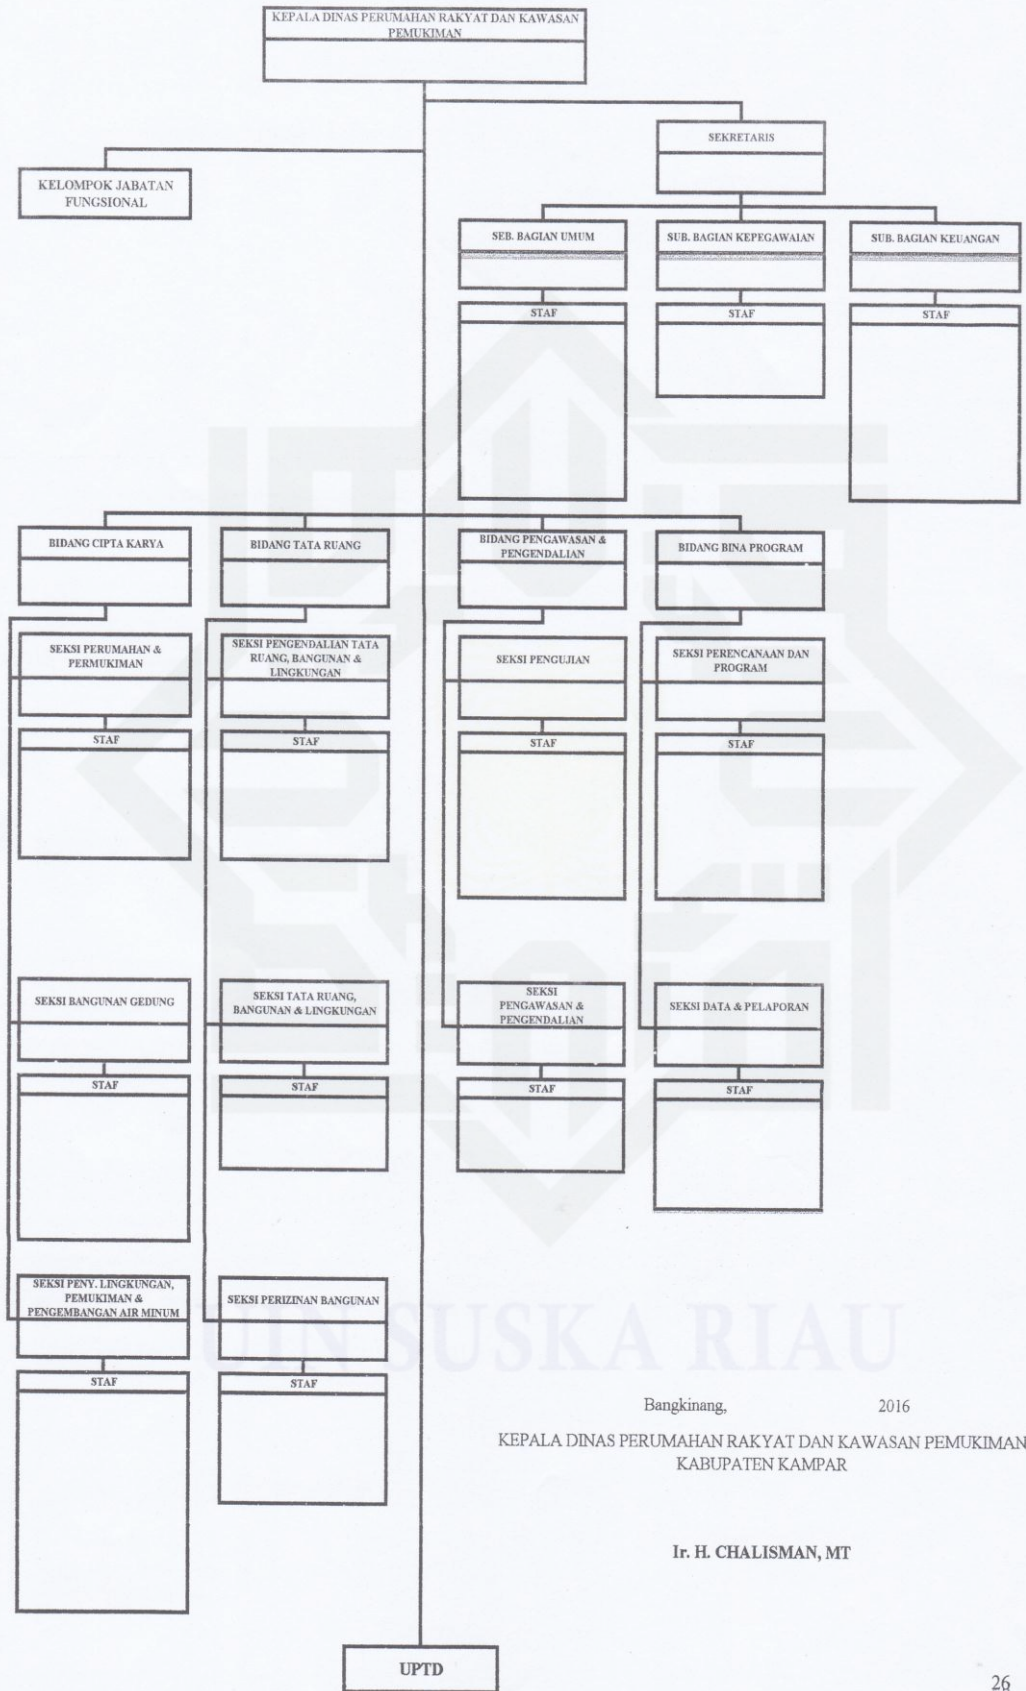 KEPALA DINAS PERUMAHAN RAKYAT DAN KAWASAN
PEMUKIMAN
SEKRETARIS
KELOMPOK JABATAN
FUNGSIONAL
SEB. BAGIAN UMUM
SUB. BAGIAN KEPEGAWAIAN
SUB. BAGIAN KEUANGAN
STAF
STAF
STAF
BIDANG CIPTA KARYA
BIDANG TATA RUANG
BIDANG PENGAWASAN &
PENGENDALIAN
BIDANG BINA PROGRAM
SEKSI PERUMAHAN &
PERMUKIMAN
SEKSI PENGENDALIAN TATA
RUANG, BANGUNAN &
LINGKUNGAN
SEKSI PENGUJIAN
SEKSI PERENCANAAN DAN
PROGRAM
STAF
STAF
STAF
STAF
SEKSI BANGUNAN GEDUNG
SEKSI TATA RUANG,
BANGUNAN & LINGKUNGAN
SEKSI
PENGAWASAN &
PENGENDALIAN
SEKSI DATA & PELAPORAN
STAF
STAF
STAF
STAF
SEKSI PENY. LINGKUNGAN,
PEMUKIMAN &
PENGEMBANGAN AIR MINUM
SEKSI PERIZINAN BANGUNAN
STAF
STAF
UIN SUSKA RIAU
Bangkinang, 2016
KEPALA DINAS PERUMAHAN RAKYAT DAN KAWASAN PEMUKIMAN
KABUPATEN KAMPAR
Ir. H. CHALISMAN, MT
UPTD
26